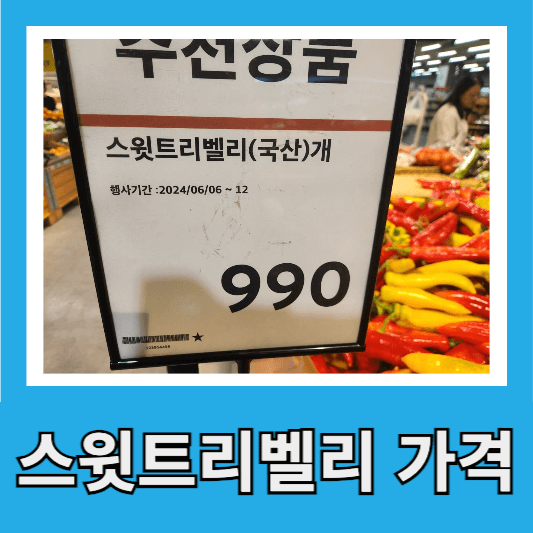 추천상품
스윗트리벨리(국산)개
행사기간 :2024/06/06 ~ 12
990
스윗트리벨리 가격